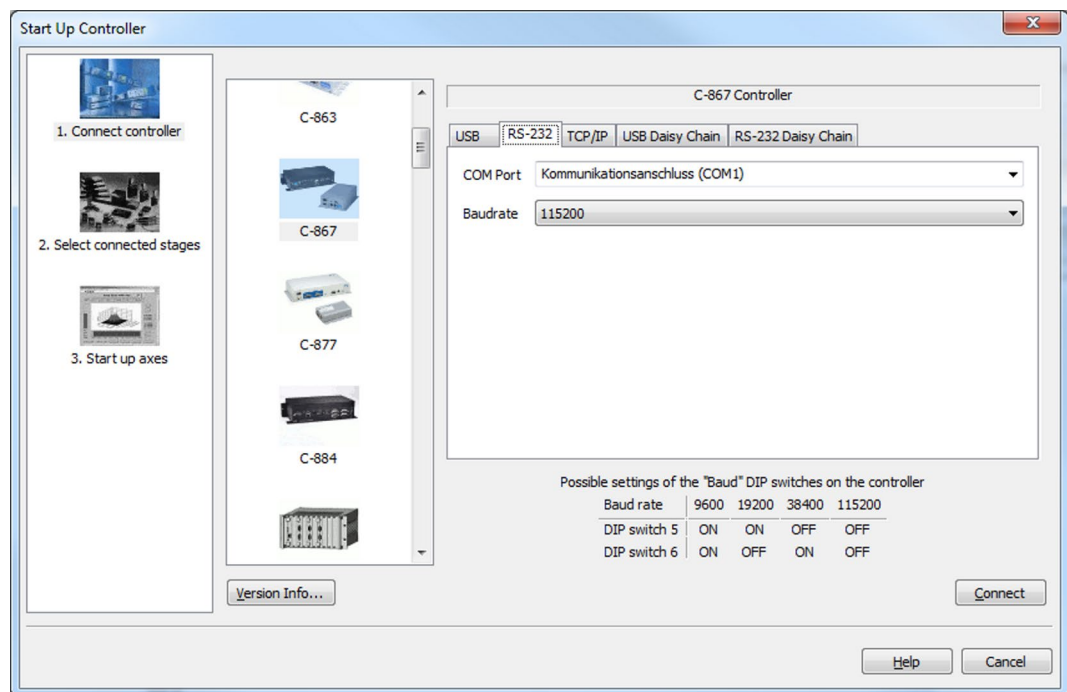 Start Up Controller
1. Connect controller
2. Select connected stages
3. Start up axes
C-863
C-867
C-877
C-884
Version Info...
C-867 Controller
USB RS-232 TCP/IP USB Daisy Chain RS-232 Daisy Chain
COM Port Kommunikationsanschluss (COM1)
Baudrate 115200
Possible settings of the "Baud" DIP switches on the controller
Baud rate 9600 19200 38400 115200
DIP switch 5 ON ON OFF OFF
DIP switch 6 ON OFF ON OFF
Connect
Help Cancel